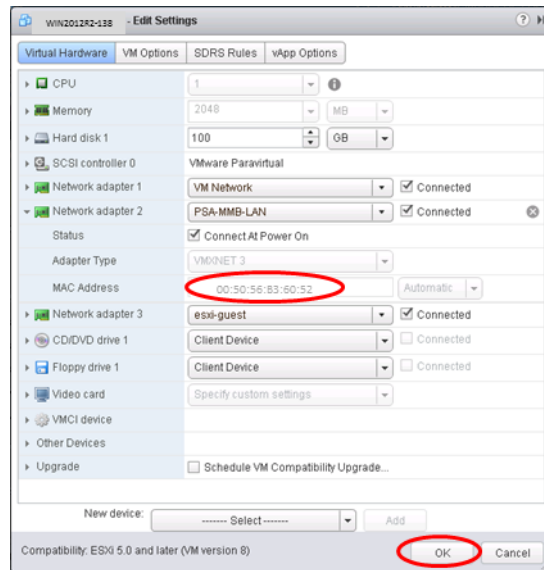 WIN2012R2-138 - Edit Settings ?
Virtual Hardware VM Options SDRS Rules vApp Options
CPU 1
Memory 2048 MB
Hard disk 1 100 GB
SCSI controller 0 VMware Paravirtual
Network adapter 1 VM Network Connected
Network adapter 2 PSA-MMB-LAN Connected
Status Connect At Power On
Adapter Type VMXNET 3
MAC Address 00:50:56:B3:60:52 Automatic
Network adapter 3 esxi-guest Connected
CD/DVD drive 1 Client Device Connected
Floppy drive 1 Client Device Connected
Video card Specify custom settings
VMCI device
Other Devices
Upgrade Schedule VM Compatibility Upgrade...
New device: ------- Select ------- Add
Compatibility: ESXi 5.0 and later (VM version 8) OK Cancel